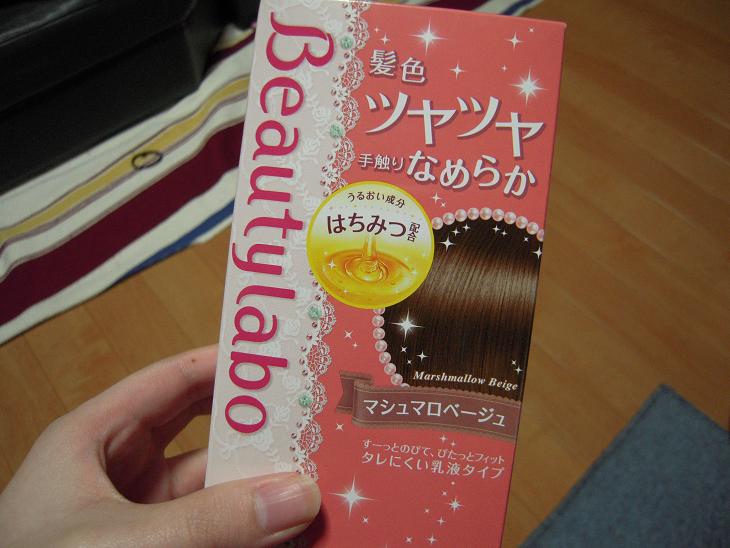 Beautylabo
髪色
ツヤツヤ
手触りなめらか
うるおい成分
はちみつ配合
Marshmallow Beige
マシュマロベージュ
すーっとのびて、ぴたっとフィット
タレにくい乳液タイプ